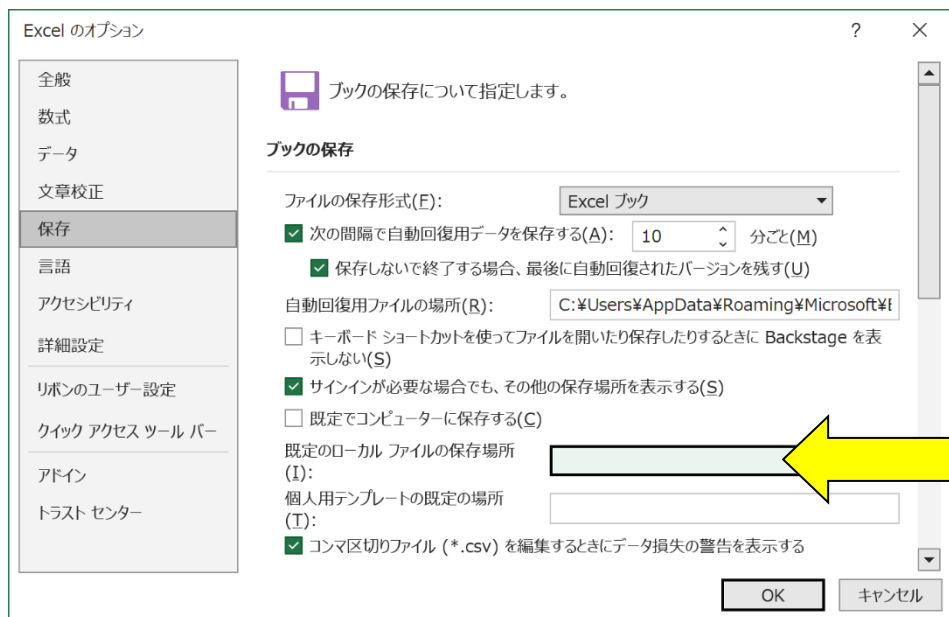 Excel のオプション
?
全般
数式
データ
文章校正
保存
言語
アクセシビリティ
詳細設定
リボンのユーザー設定
クイック アクセス ツール バー
アドイン
トラスト センター
ブックの保存について指定します。
ブックの保存
ファイルの保存形式(F): Excel ブック
次の間隔で自動回復用データを保存する(A): 10 分ごと(M)
保存しないで終了する場合、最後に自動回復されたバージョンを残す(U)
自動回復用ファイルの場所(R): C:¥Users¥AppData¥Roaming¥Microsoft¥E
キーボード ショートカットを使ってファイルを開いたり保存したりするときに Backstage を表
示しない(S)
サインインが必要な場合でも、その他の保存場所を表示する(S)
既定でコンピューターに保存する(C)
既定のローカル ファイルの保存場所
(I):
個人用テンプレートの既定の場所
(T):
コンマ区切りファイル (*.csv) を編集するときにデータ損失の警告を表示する
OK
キャンセル